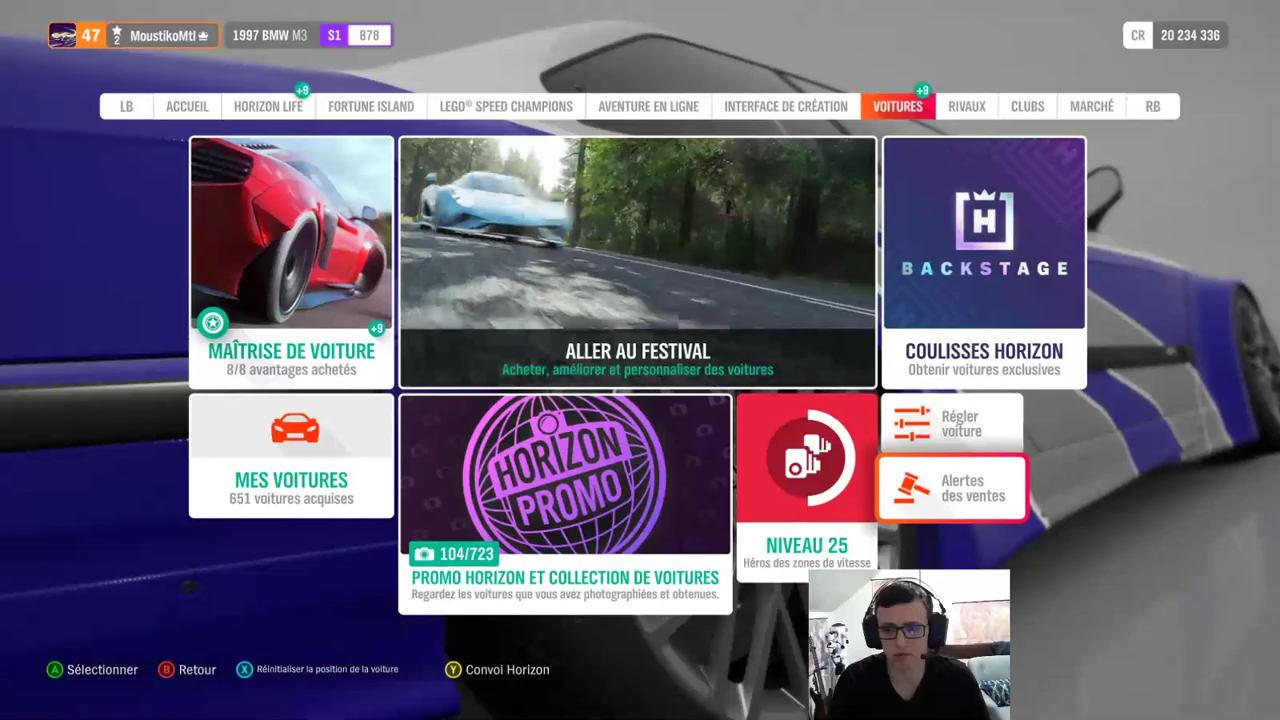 47 2 MoustikoMtl 1997 BMW M3 S1 878
CR 20 234 336
+9 +9
LB ACCUEIL HORIZON LIFE FORTUNE ISLAND LEGO® SPEED CHAMPIONS AVENTURE EN LIGNE INTERFACE DE CRÉATION VOITURES RIVAUX CLUBS MARCHÉ RB
+9
MAÎTRISE DE VOITURE
8/8 avantages achetés
ALLER AU FESTIVAL
Acheter, améliorer et personnaliser des voitures
H
BACKSTAGE
COULISSES HORIZON
Obtenir voitures exclusives
MES VOITURES
651 voitures acquises
HORIZON
PROMO
104/723
PROMO HORIZON ET COLLECTION DE VOITURES
Regardez les voitures que vous avez photographiées et obtenues.
NIVEAU 25
Héros des zones de vitesse
Régler
voiture
Alertes
des ventes
A Sélectionner B Retour X Réinitialiser la position de la voiture Y Convoi Horizon